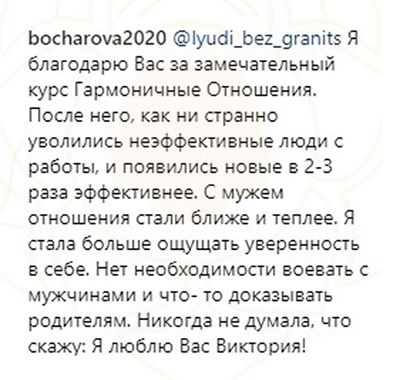 bocharova2020 @lyudi_bez_granits Я
благодарю Вас за замечательный
курс Гармоничные Отношения.
После него, как ни странно
уволились неэффективные люди с
работы, и появились новые в 2-3
раза эффективнее. С мужем
отношения стали ближе и теплее. Я
стала больше ощущать уверенность
в себе. Нет необходимости воевать с
мужчинами и что- то доказывать
родителям. Никогда не думала, что
скажу: Я люблю Вас Виктория!